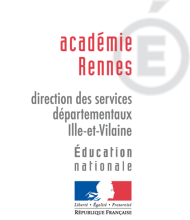 académie
Rennes
É
direction des services
départementaux
Ille-et-Vilaine
Éducation
nationale
Liberté • Égalité • Fraternité
RÉPUBLIQUE FRANÇAISE